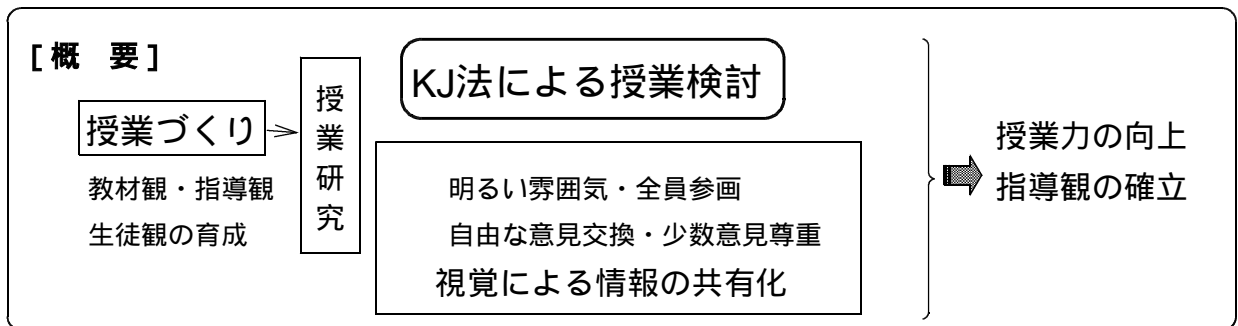 [概 要]
授業づくり
教材観・指導観
生徒観の育成
授業研究
KJ法による授業検討
明るい雰囲気・全員参画
自由な意見交換・少数意見尊重
視覚による情報の共有化
授業力の向上
指導観の確立